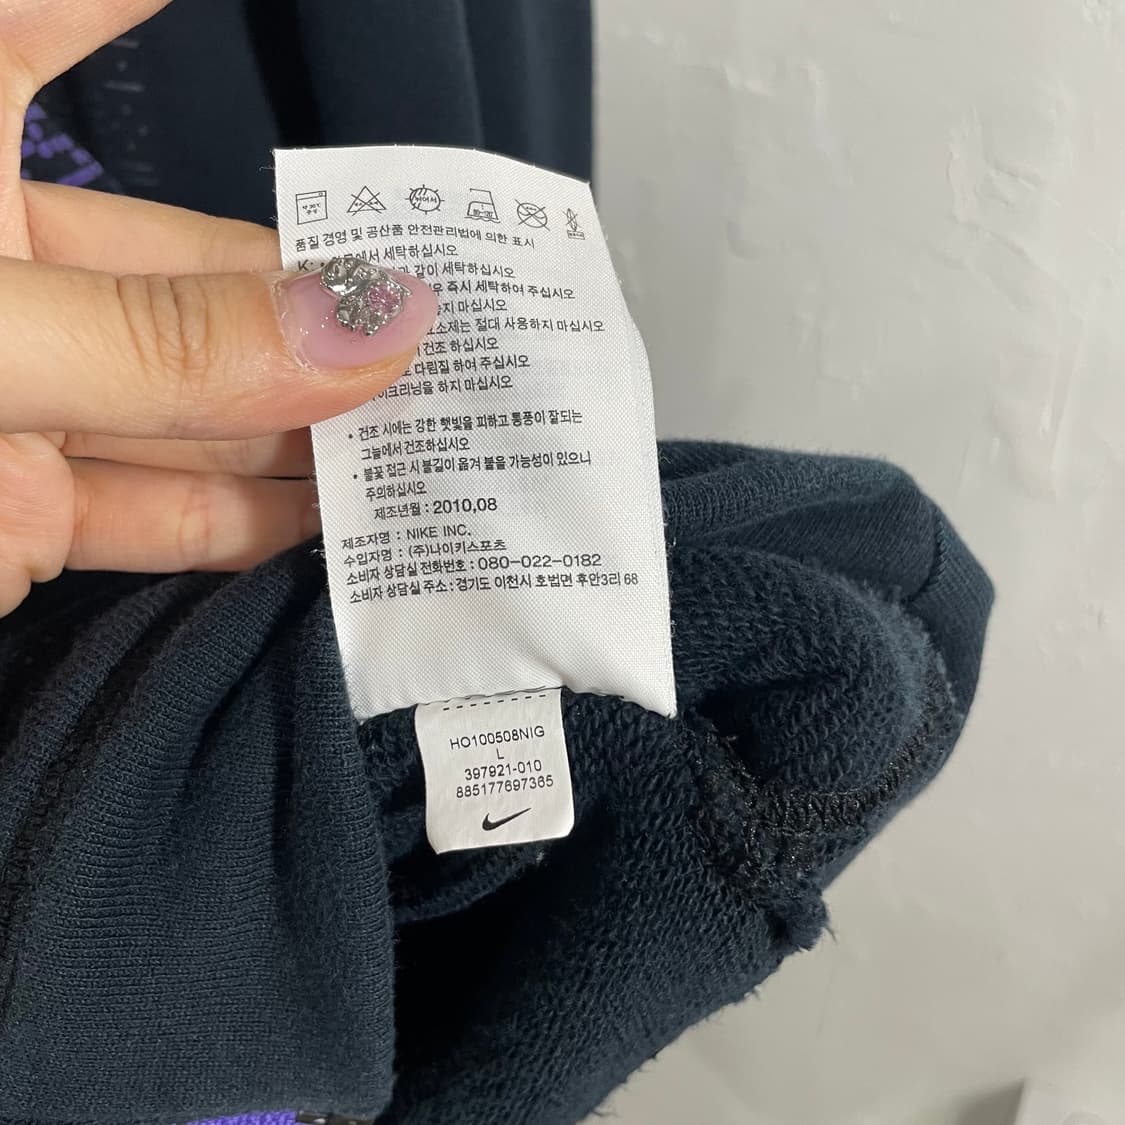 품질 경영 및 공산품 안전관리법에 의한 표시
에서 세탁하십시오
같이 세탁하십시오
즉시 세탁하여 주십시오
마십시오
절대 사용하지 마십시오
건조 하십시오
다림질 하여 주십시오
하지 마십시오
• 건조 시에는 강한 햇빛을 피하고 통풍이 잘되는
그늘에서 건조하십시오
• 불꽃 접근 시 불길이 옮겨 붙을 가능성이 있으니
주의하십시오
제조년월 : 2010,08
제조자명 : NIKE INC.
수입자명 : (주)나이키스포츠
소비자 상담실 전화번호 : 080-022-0182
소비자 상담실 주소 : 경기도 이천시 호법면 후안3리 68
HO100508NIG
L
397921-010
885177697365